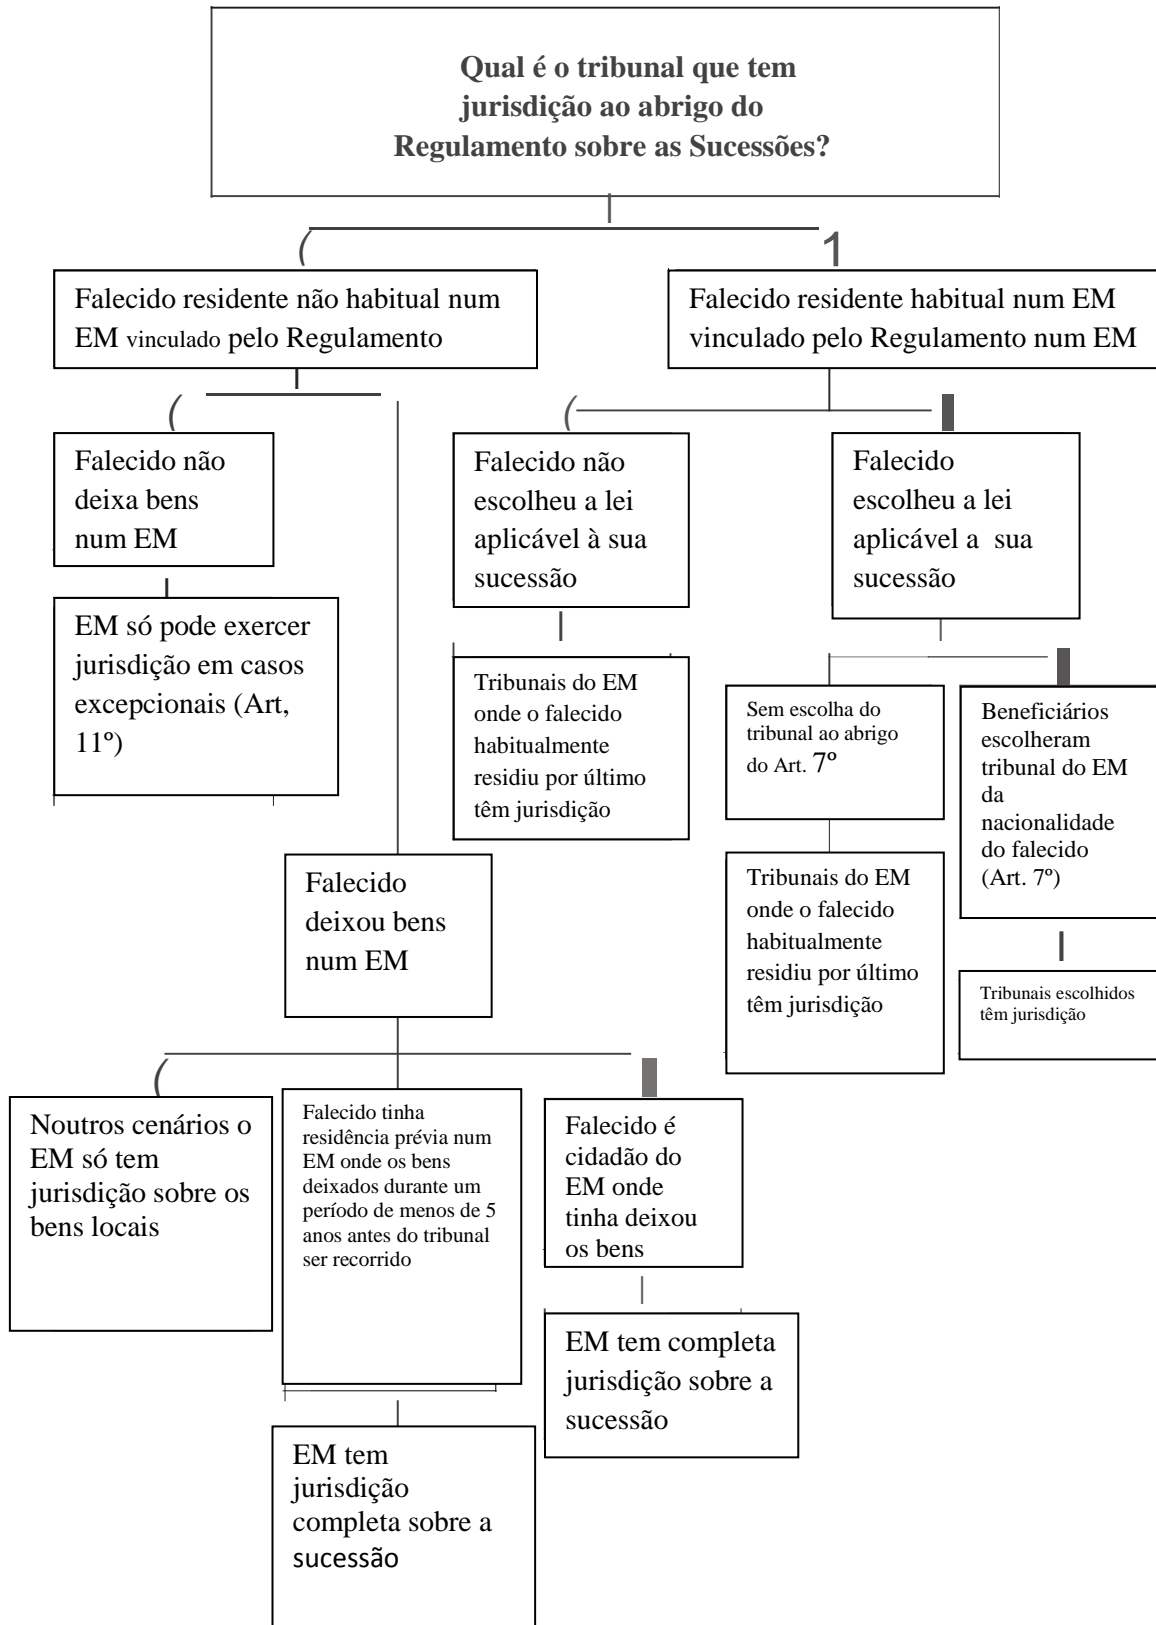 Qual é o tribunal que tem
jurisdição ao abrigo do
Regulamento sobre as Sucessões?
Falecido residente não habitual num
EM vinculado pelo Regulamento
Falecido residente habitual num EM
vinculado pelo Regulamento num EM
Falecido não
deixa bens
num EM
EM só pode exercer
jurisdição em casos
excepcionais (Art,
11º)
Falecido não
escolheu a lei
aplicável à sua
sucessão
Tribunais do EM
onde o falecido
habitualmente
residiu por último
têm jurisdição
Falecido
escolheu a lei
aplicável a sua
sucessão
Sem escolha do
tribunal ao abrigo
do Art. 7º
Tribunais do EM
onde o falecido
habitualmente
residiu por último
têm jurisdição
Beneficiários
escolheram
tribunal do EM
da
nacionalidade
do falecido
(Art. 7º)
Tribunais escolhidos
têm jurisdição
Falecido
deixou bens
num EM
Noutros cenários o
EM só tem
jurisdição sobre os
bens locais
Falecido tinha
residência prévia num
EM onde os bens
deixados durante um
período de menos de 5
anos antes do tribunal
ser recorrido
EM tem
jurisdição
completa sobre a
sucessão
Falecido é
cidadão do
EM onde
tinha deixou
os bens
EM tem completa
jurisdição sobre a
sucessão